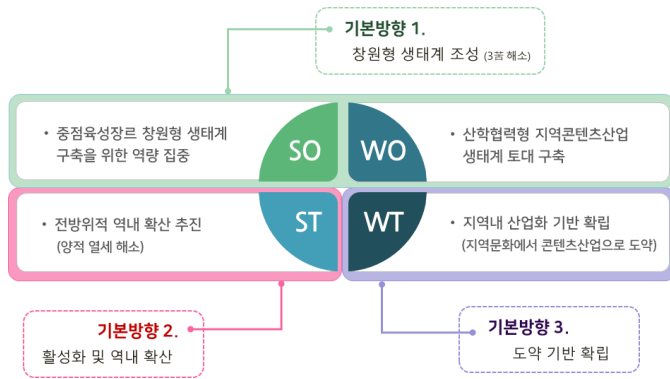 기본방향 1.
창원형 생태계 조성 (3苦 해소)
• 중점육성장르 창원형 생태계
구축을 위한 역량 집중
SO
WO
• 산학협력형 지역콘텐츠산업
생태계 토대 구축
• 전방위적 역내 확산 추진
(양적 열세 해소)
ST
WT
• 지역내 산업화 기반 확립
(지역문화에서 콘텐츠산업으로 도약)
기본방향 2.
활성화 및 역내 확산
기본방향 3.
도약 기반 확립